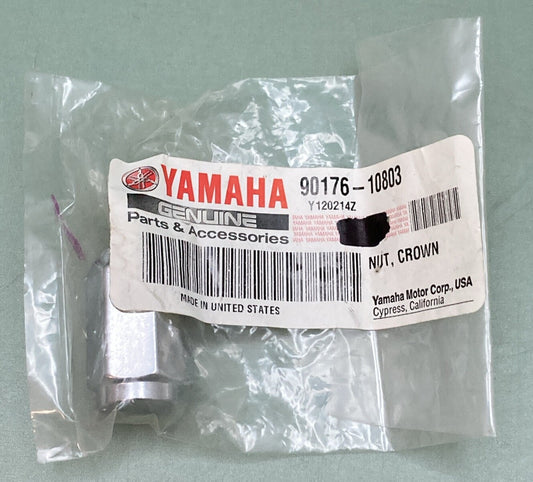 YAMAHA 90176-10803
GENUINE Y120214Z
Parts & Accessories
NUT, CROWN
MADE IN UNITED STATES
Yamaha Motor Corp., USA
Cypress, California